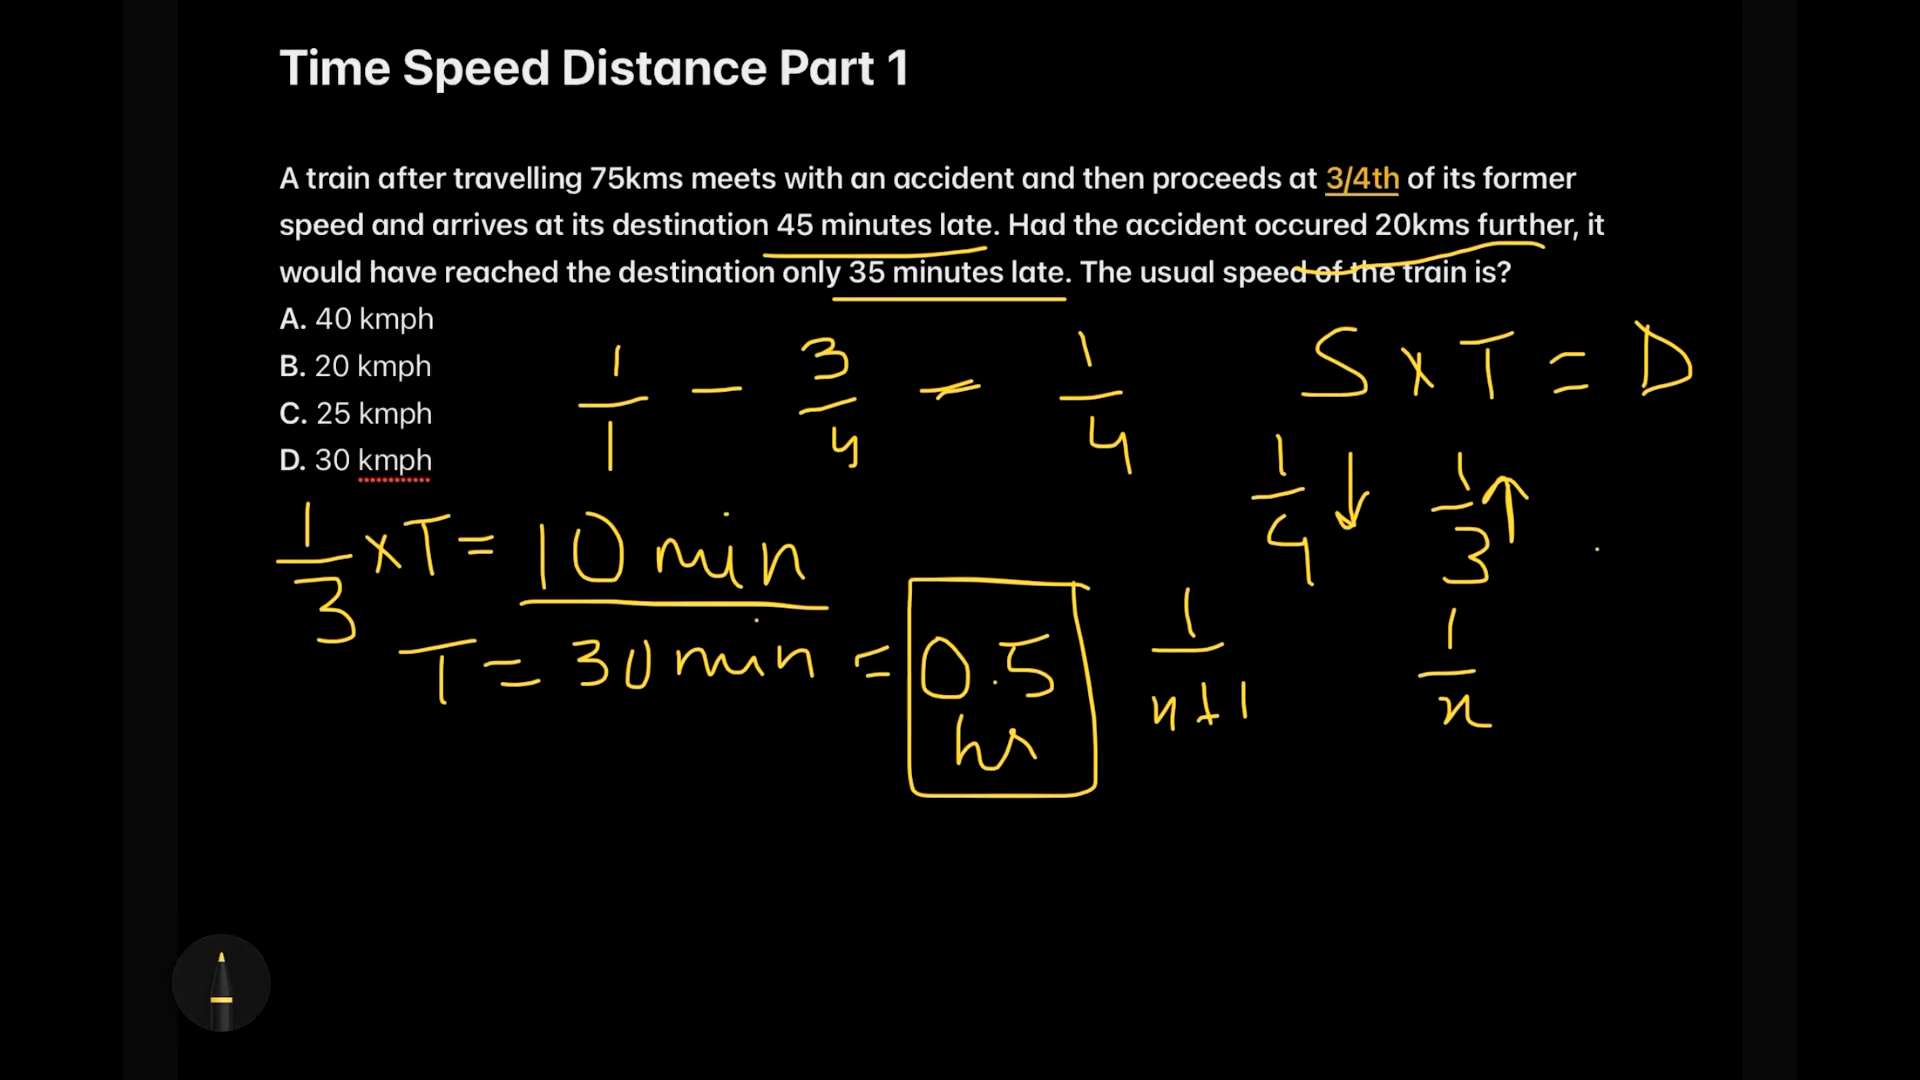 Time Speed Distance Part 1
A train after travelling 75kms meets with an accident and then proceeds at 3/4th of its former
speed and arrives at its destination 45 minutes late. Had the accident occured 20kms further, it
would have reached the destination only 35 minutes late. The usual speed of the train is?
A. 40 kmph
B. 20 kmph
C. 25 kmph
D. 30 kmph
1/1 - 3/4 = 1/4
S x T = D
1/4 ↓ 1/3 ↑
1/3 x T = 10 min
T = 30 min = 0.5 hr
1/n+1 1/n